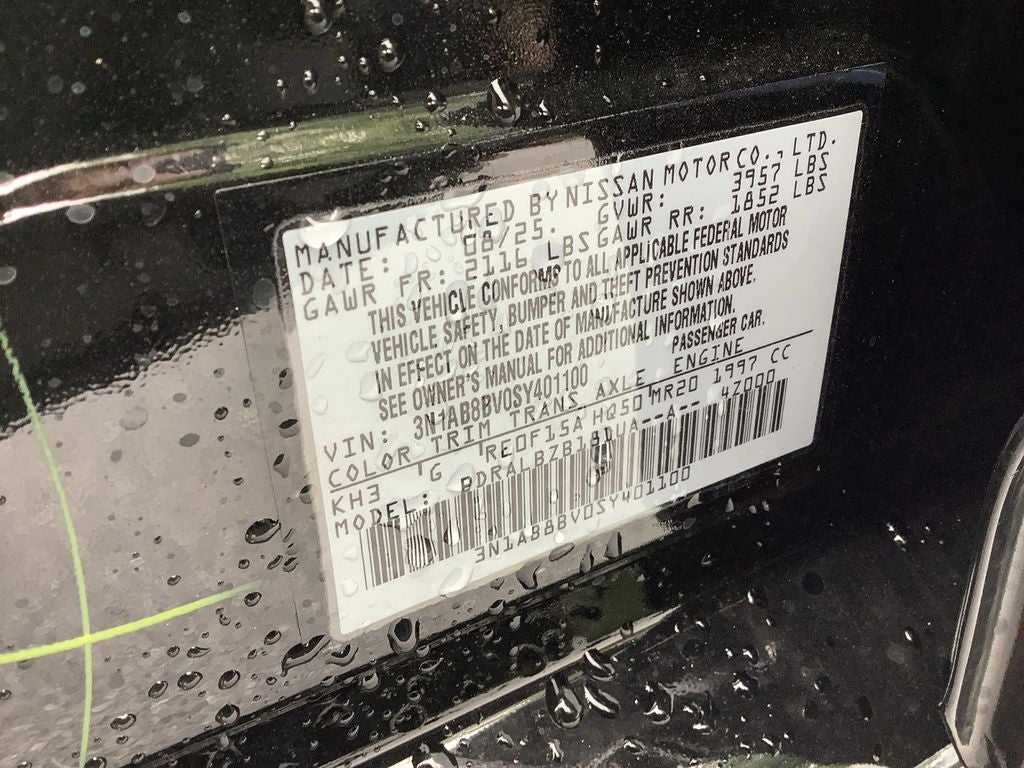 MANUFACTURED BY NISSAN MOTOR CO., LTD.
DATE: 08/25. GVWR: 3957 LBS
GAWR FR: 2116 LBS GAWR RR: 1852 LBS
THIS VEHICLE CONFORMS TO ALL APPLICABLE FEDERAL MOTOR
VEHICLE SAFETY, BUMPER AND THEFT PREVENTION STANDARDS
IN EFFECT ON THE DATE OF MANUFACTURE SHOWN ABOVE.
SEE OWNER'S MANUAL FOR ADDITIONAL INFORMATION.
VIN: 3N1AB8BV0SY401100 PASSENGER CAR.
COLOR TRIM TRANS AXLE ENGINE
KH3 G RE0F15A HQ50 MR20 1997 CC
MODEL: BDRALBZB18DUA--A-- 4Z000
3N1AB8BV0SY401100